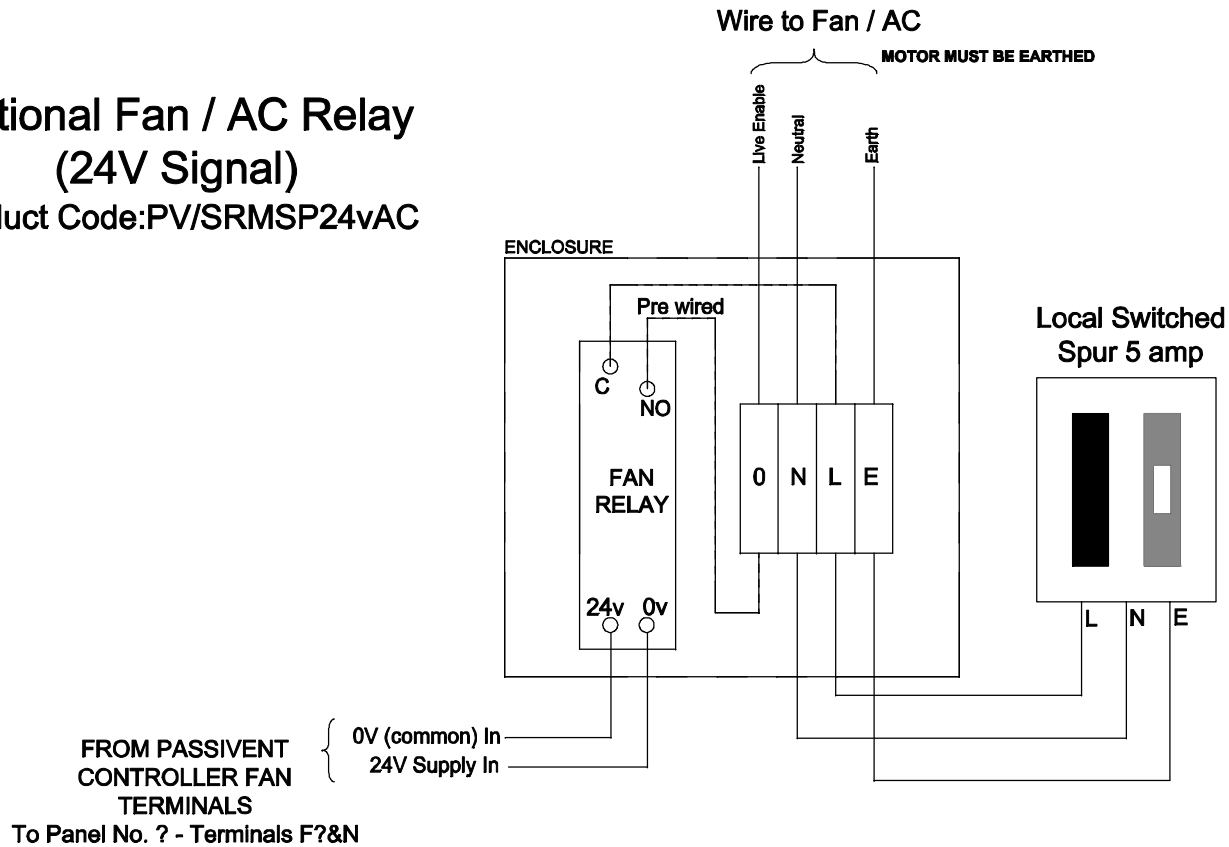 Wire to Fan / AC
MOTOR MUST BE EARTHED
tional Fan / AC Relay
(24V Signal)
duct Code:PV/SRMSP24vAC
Live Enable
Neutral
Earth
ENCLOSURE
Pre wired
Local Switched
Spur 5 amp
C
NO
FAN
RELAY
0 N L E
24v 0v
L N E
0V (common) In
24V Supply In
FROM PASSIVENT
CONTROLLER FAN
TERMINALS
To Panel No. ? - Terminals F?&N